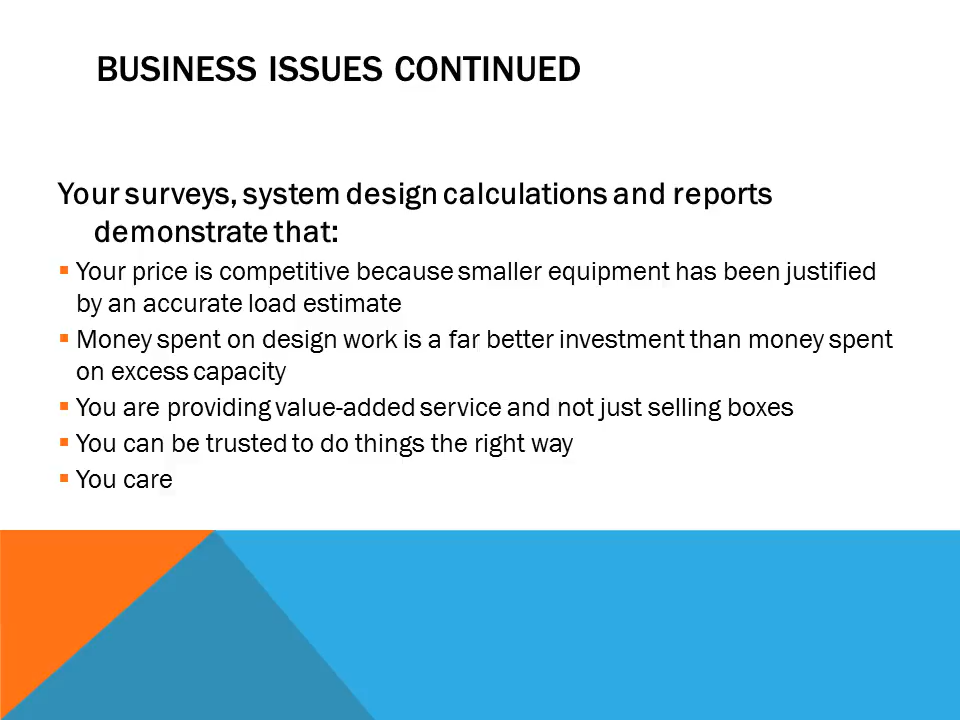 BUSINESS ISSUES CONTINUED
Your surveys, system design calculations and reports
demonstrate that:
Your price is competitive because smaller equipment has been justified
by an accurate load estimate
Money spent on design work is a far better investment than money spent
on excess capacity
You are providing value-added service and not just selling boxes
You can be trusted to do things the right way
You care